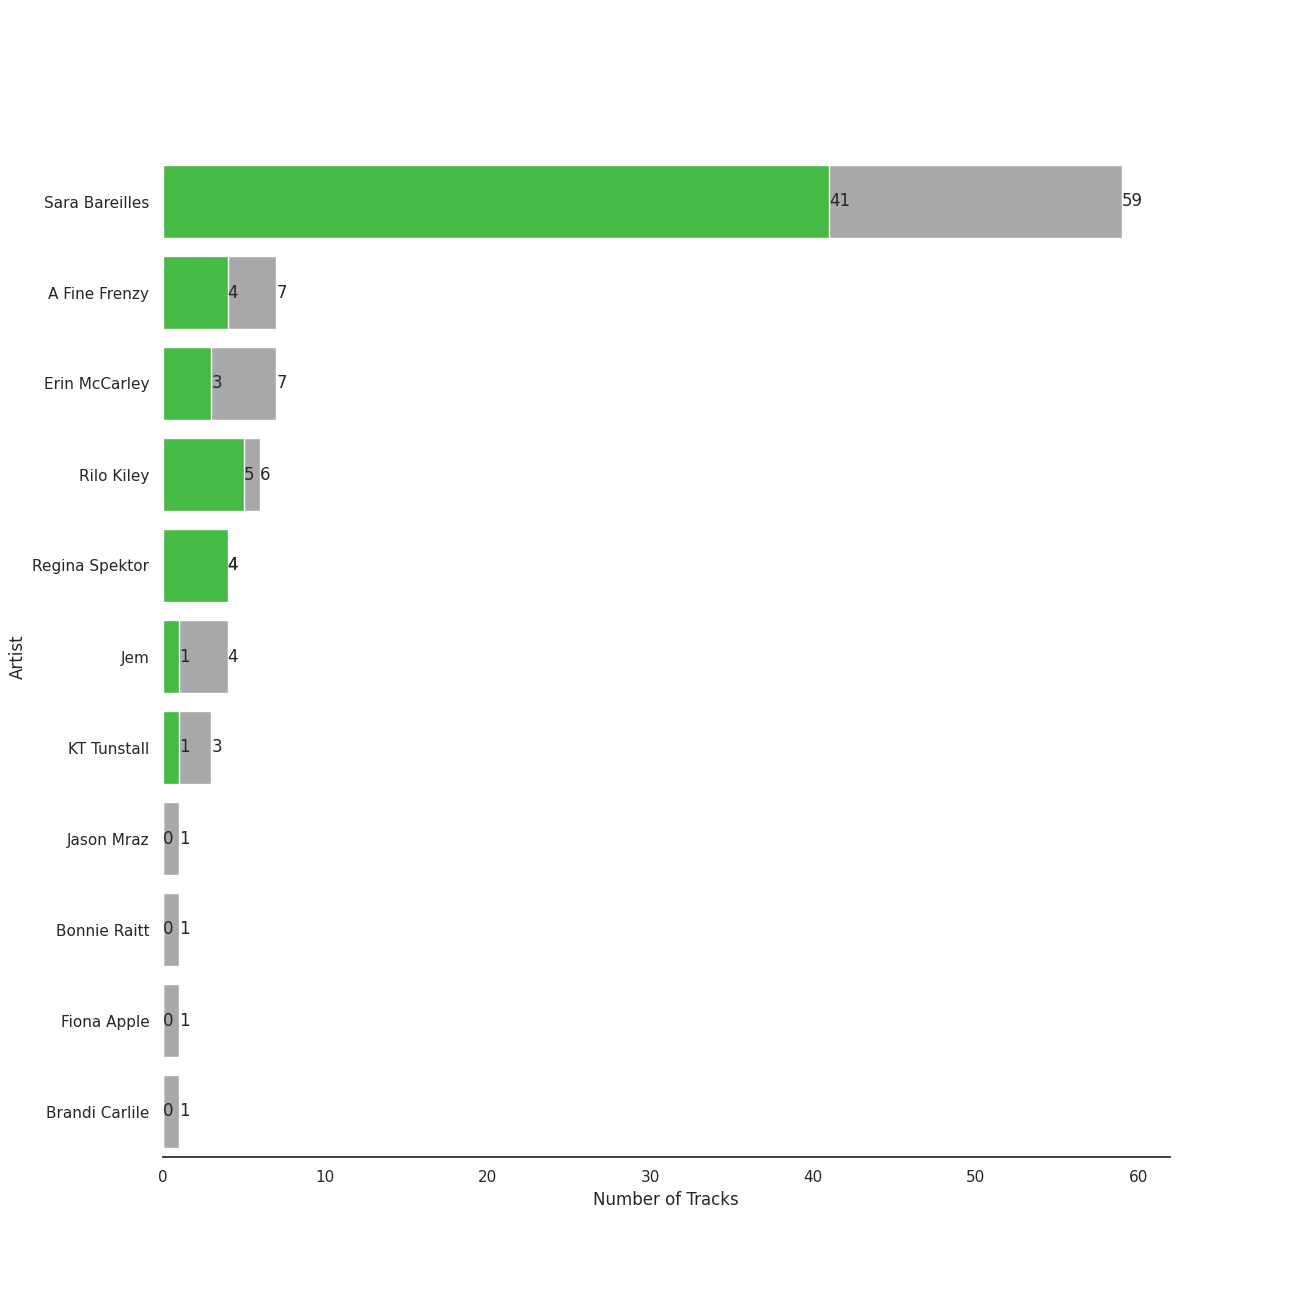 Sara Bareilles 41 59
A Fine Frenzy 4 7
Erin McCarley 3 7
Rilo Kiley 5 6
Regina Spektor 4
Jem 1 4
KT Tunstall 1 3
Jason Mraz 0 1
Bonnie Raitt 0 1
Fiona Apple 0 1
Brandi Carlile 0 1
Artist
0 10 20 30 40 50 60
Number of Tracks